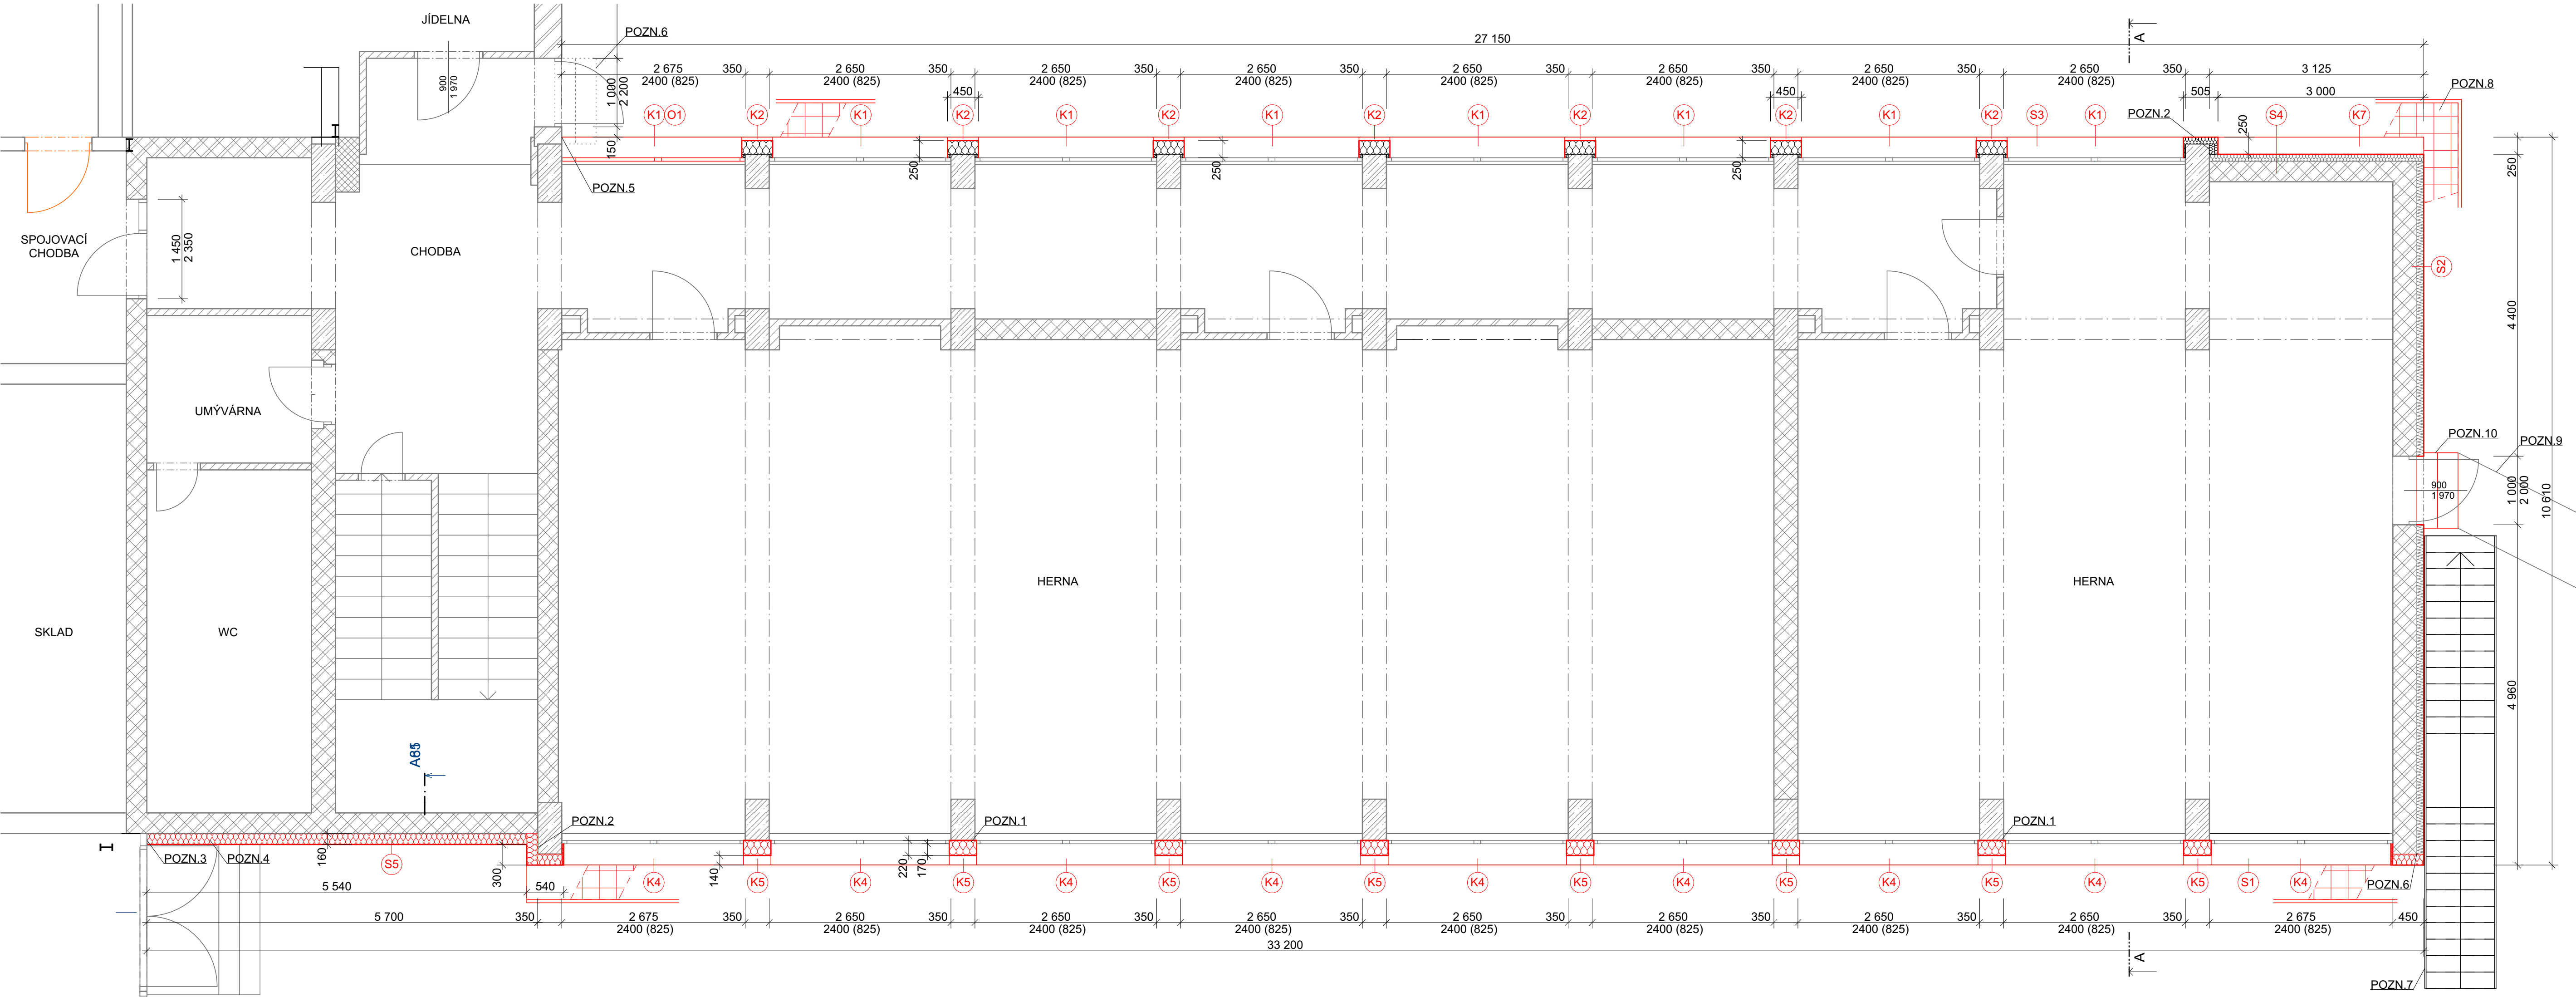 JÍDELNA
POZN.6
27 150
A
900
1 970
1 000
2 200
2 675
350
2 650
350
2 650
350
2 650
350
2 650
350
2 650
350
2 650
350
2 650
350
3 125
2400 (825)
2400 (825)
2400 (825)
2400 (825)
2400 (825)
2400 (825)
2400 (825)
2400 (825)
POZN.8
450
450
505
3 000
K1
O1
K2
K1
K2
K1
K2
K1
K2
K1
K2
K1
K2
K1
K2
S3
K1
POZN.2
S4
K7
250
150
250
250
250
250
POZN.5
SPOJOVACÍ
CHODBA
1 450
2 350
CHODBA
S2
4 400
UMÝVÁRNA
POZN.10
POZN.9
900
1 970
1 000
2 000
10 610
HERNA
HERNA
SKLAD
WC
4 960
POZN.2
POZN.1
POZN.1
POZN.3
POZN.4
160
S5
300
140
220
170
K4
K5
K4
K5
K4
K5
K4
K5
K4
K5
K4
K5
K4
K5
K4
K5
S1
K4
POZN.6
5 540
540
5 700
350
2 675
350
2 650
350
2 650
350
2 650
350
2 650
350
2 650
350
2 650
350
2 650
350
2 675
450
2400 (825)
2400 (825)
2400 (825)
2400 (825)
2400 (825)
2400 (825)
2400 (825)
2400 (825)
2400 (825)
33 200
A
POZN.7